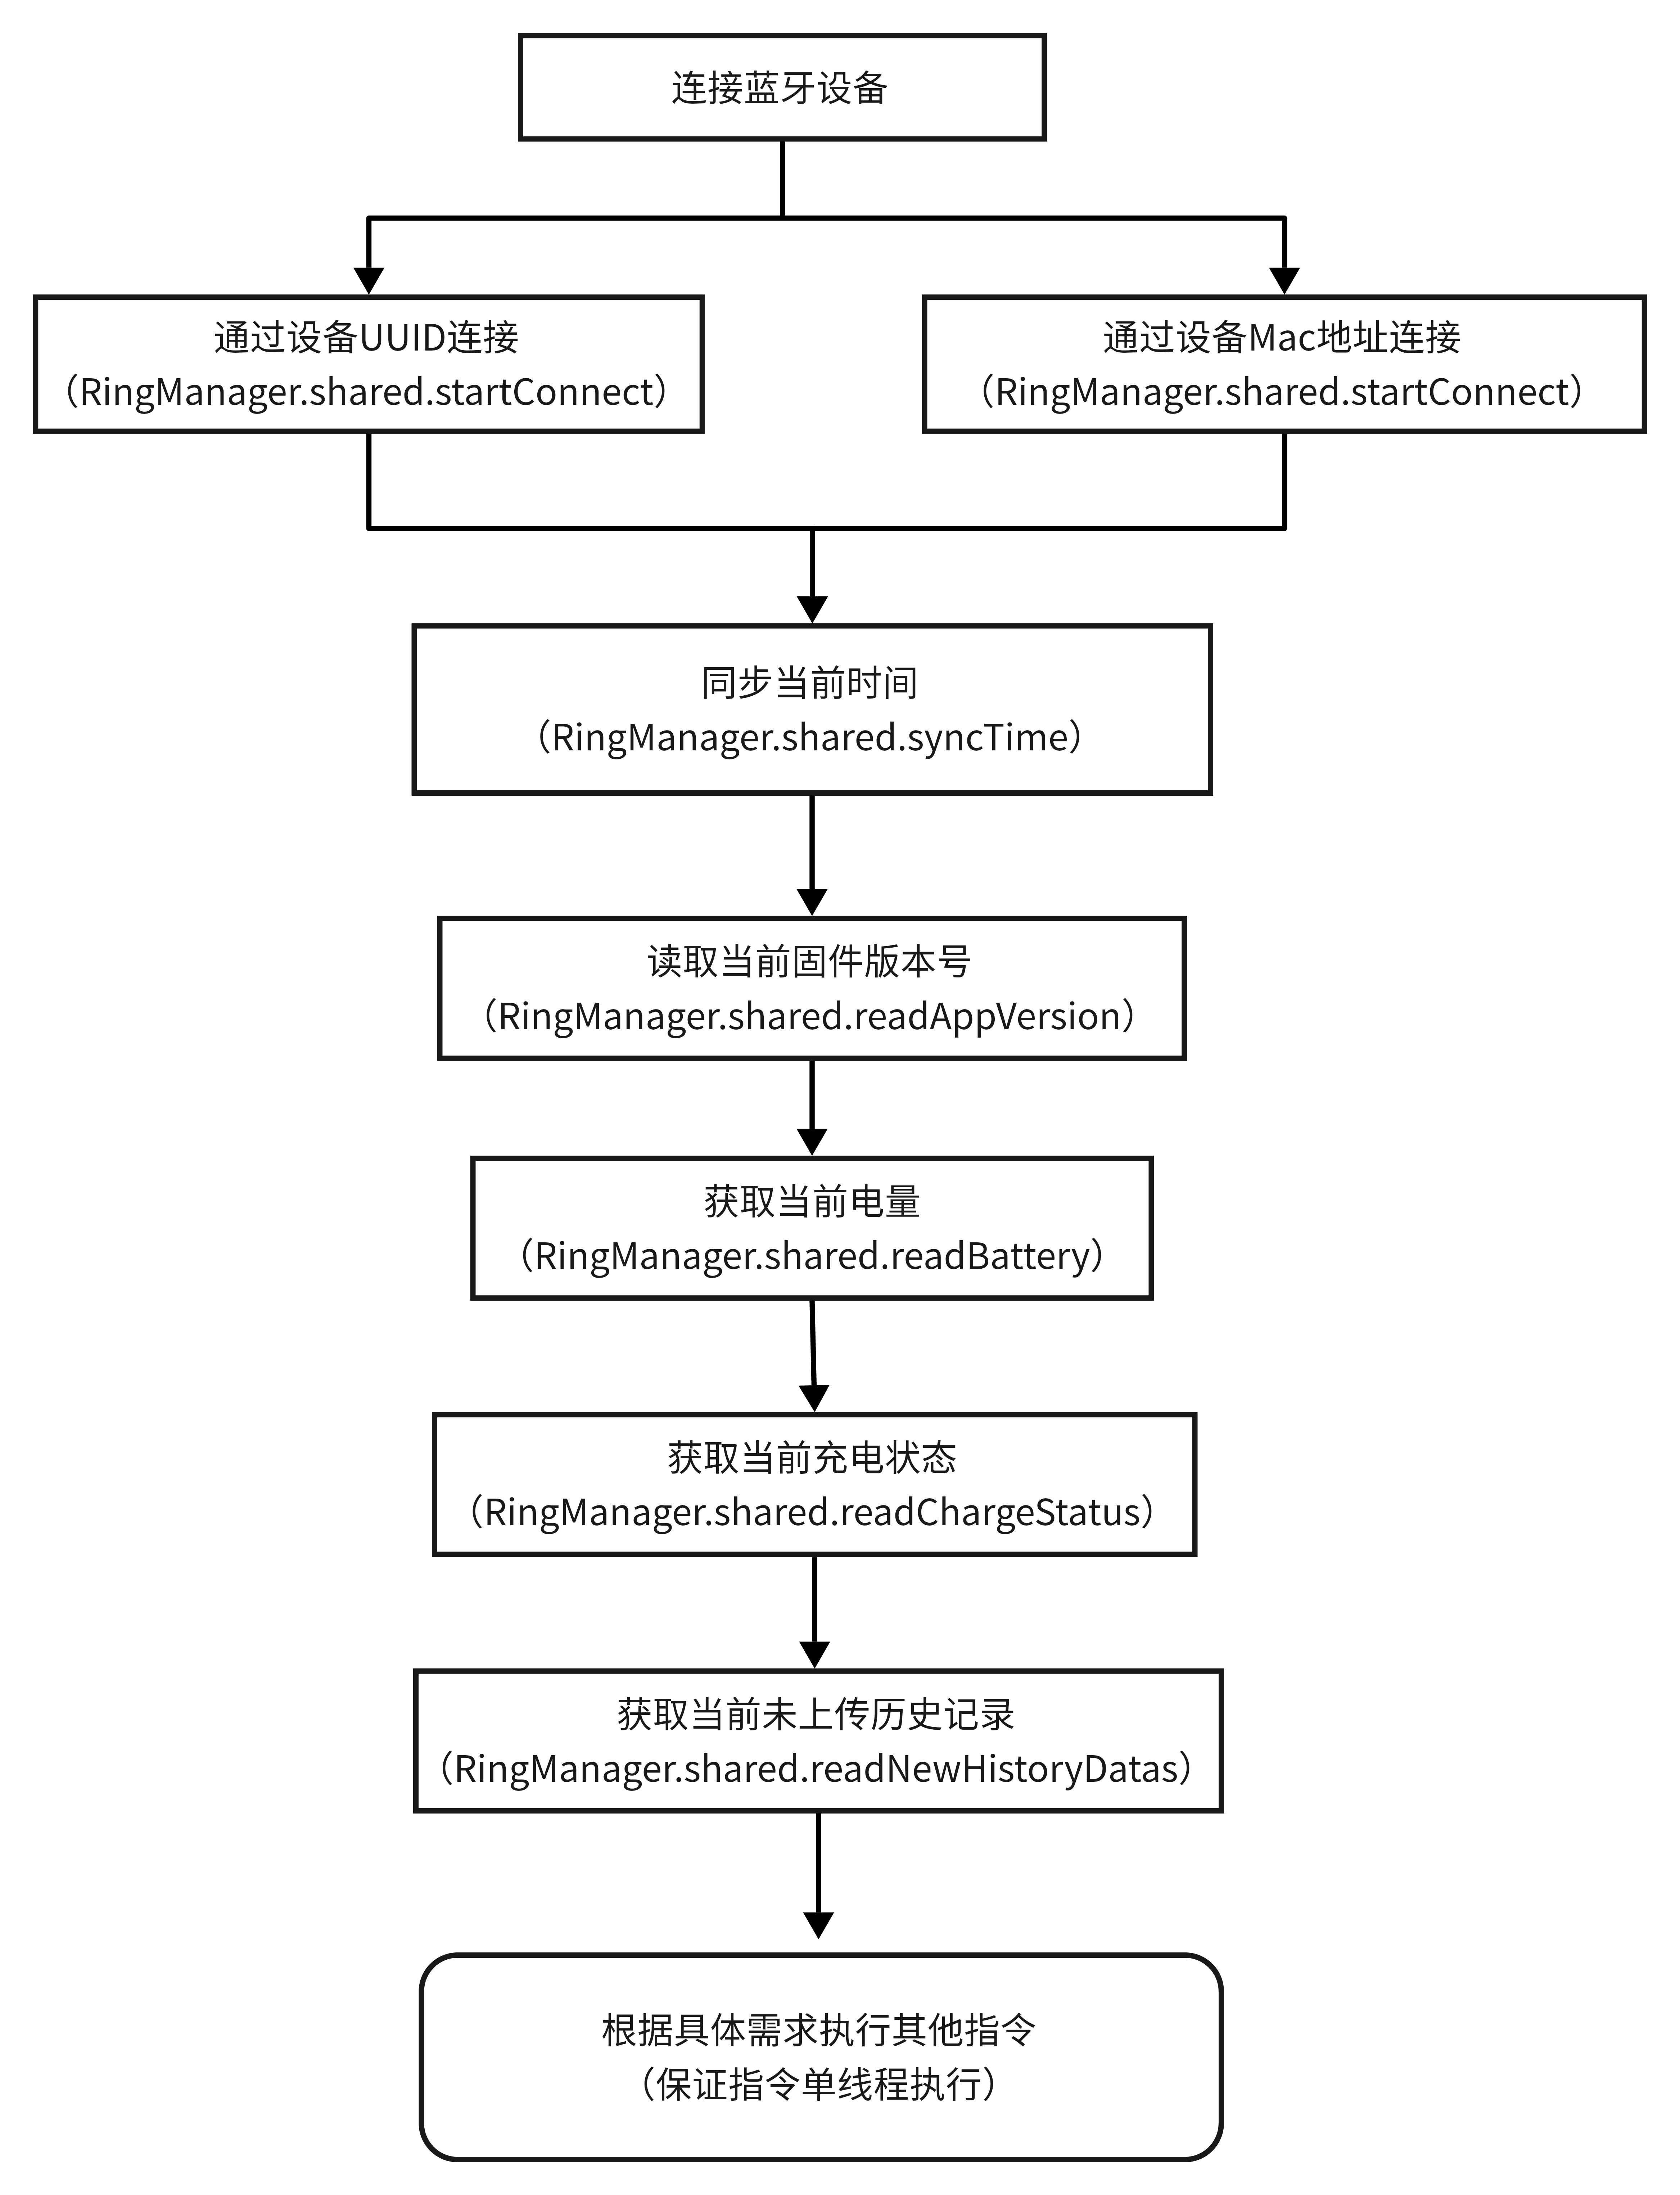 连接蓝牙设备
通过设备UUID连接
（RingManager.shared.startConnect）
通过设备Mac地址连接
（RingManager.shared.startConnect）
同步当前时间
（RingManager.shared.syncTime）
读取当前固件版本号
（RingManager.shared.readAppVersion）
获取当前电量
（RingManager.shared.readBattery）
获取当前充电状态
（RingManager.shared.readChargeStatus）
获取当前未上传历史记录
（RingManager.shared.readNewHistoryDatas）
根据具体需求执行其他指令
（保证指令单线程执行）